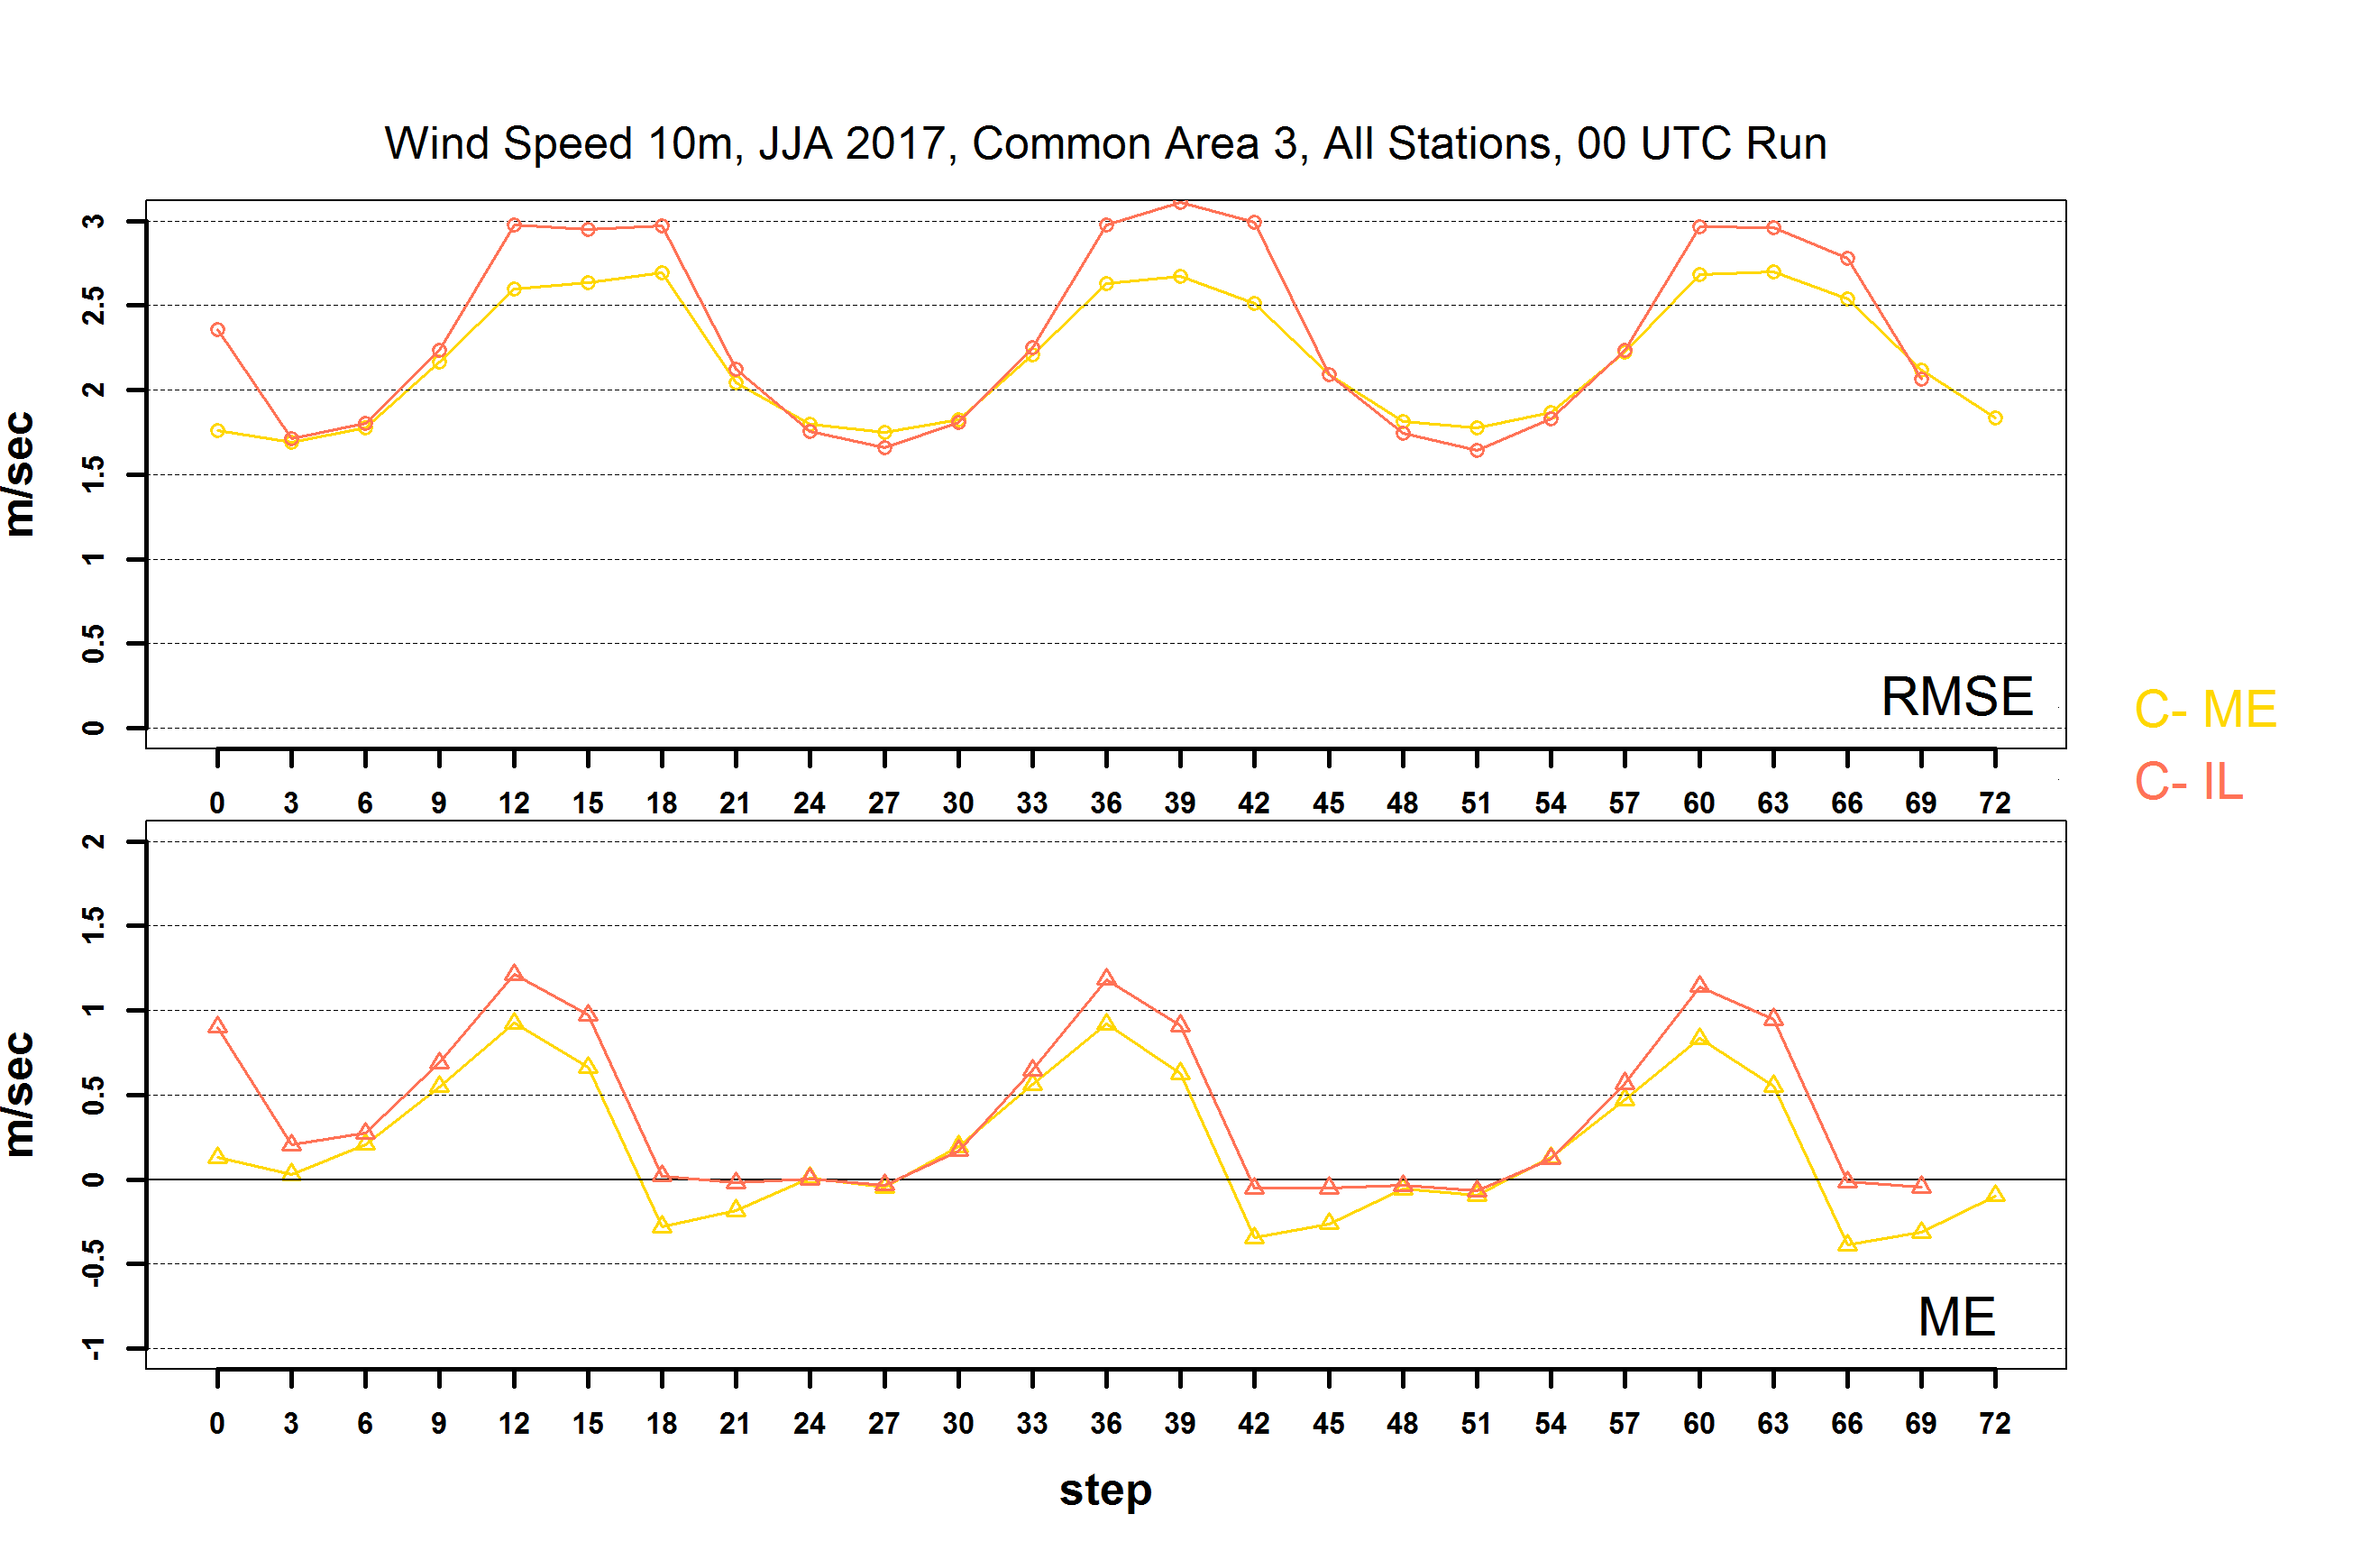 Wind Speed 10m, JJA 2017, Common Area 3, All Stations, 00 UTC Run
m/sec
3
2.5
2
1.5
1
0.5
0
RMSE
0 3 6 9 12 15 18 21 24 27 30 33 36 39 42 45 48 51 54 57 60 63 66 69 72
C- ME
C- IL
m/sec
2
1.5
1
0.5
0
-0.5
-1
ME
0 3 6 9 12 15 18 21 24 27 30 33 36 39 42 45 48 51 54 57 60 63 66 69 72
step